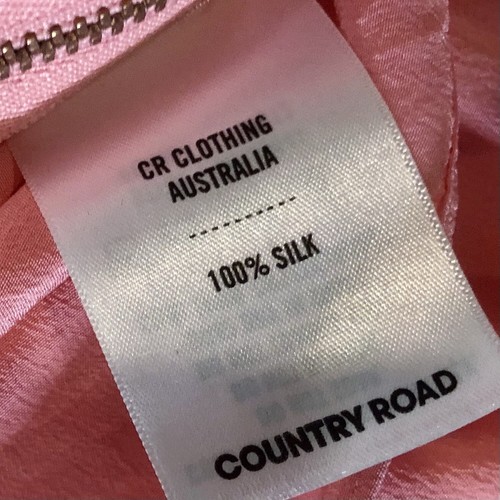 CR CLOTHING
AUSTRALIA
-----------
100% SILK
COUNTRY ROAD